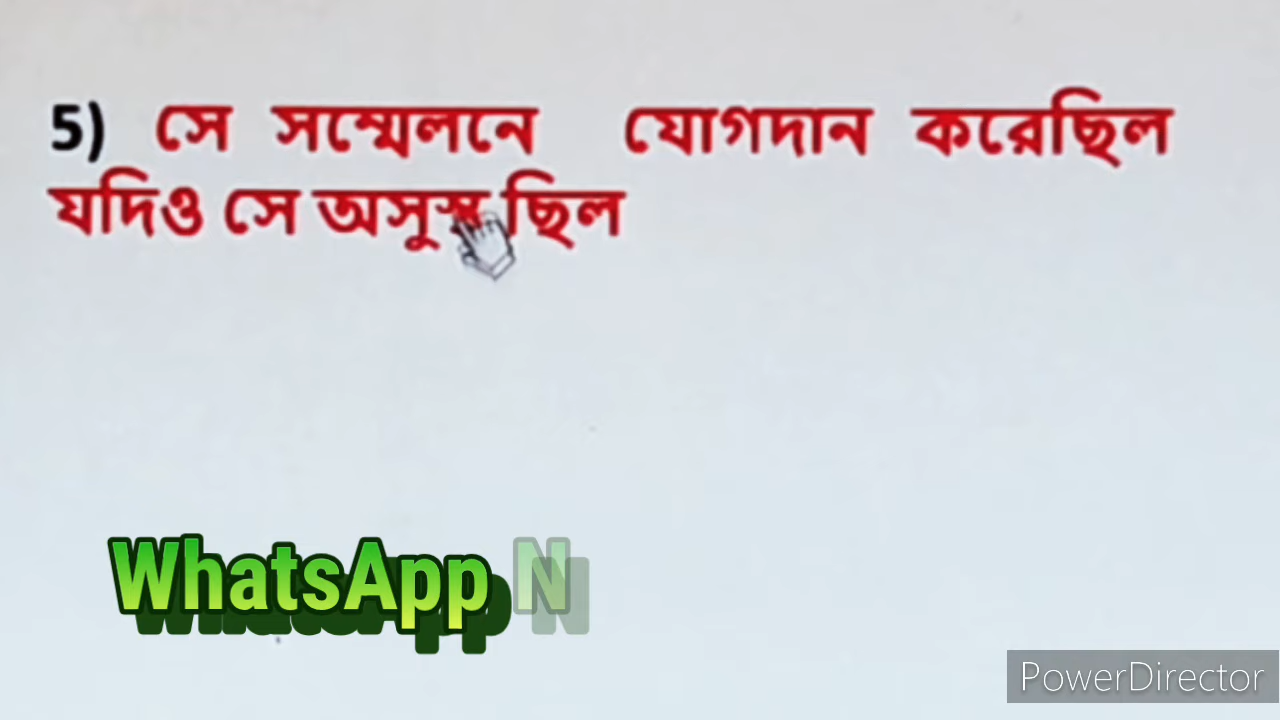 5) সে সম্মেলনে যোগদান করেছিল
যদিও সে অসুস্থ ছিল
WhatsApp N
PowerDirector